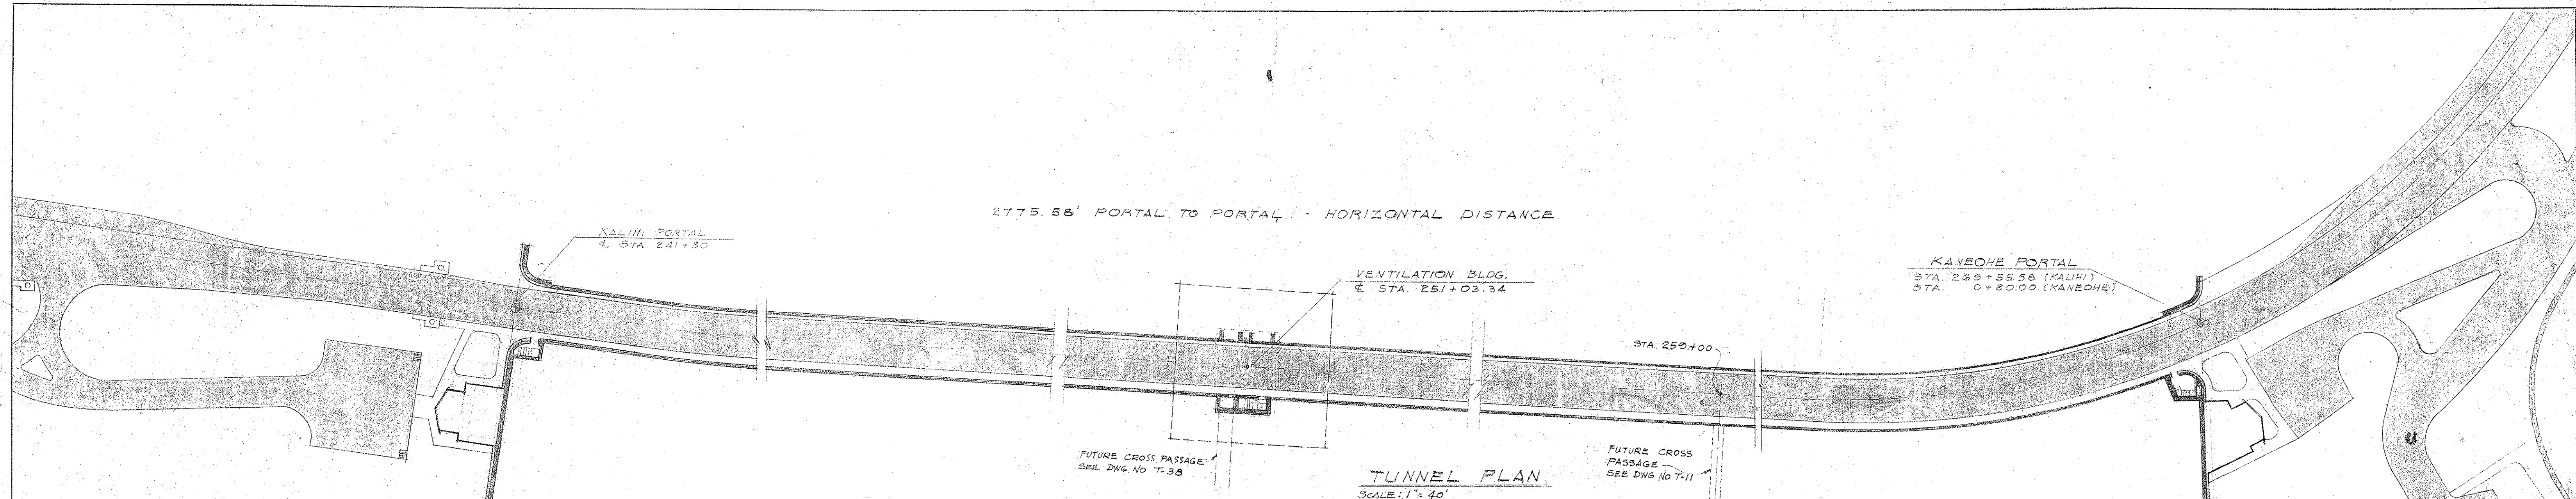 2775.58' PORTAL TO PORTAL - HORIZONTAL DISTANCE
KALIHI PORTAL
℄ STA. 241+80
VENTILATION BLDG.
℄ STA. 251+03.34
KANEOHE PORTAL
STA. 269+55.58 (KALIHI)
STA. 0+80.00 (KANEOHE)
STA. 259+00
FUTURE CROSS PASSAGE
SEE DWG. NO T-38
FUTURE CROSS
PASSAGE
SEE DWG NO T-11
TUNNEL PLAN
SCALE: 1"= 40'